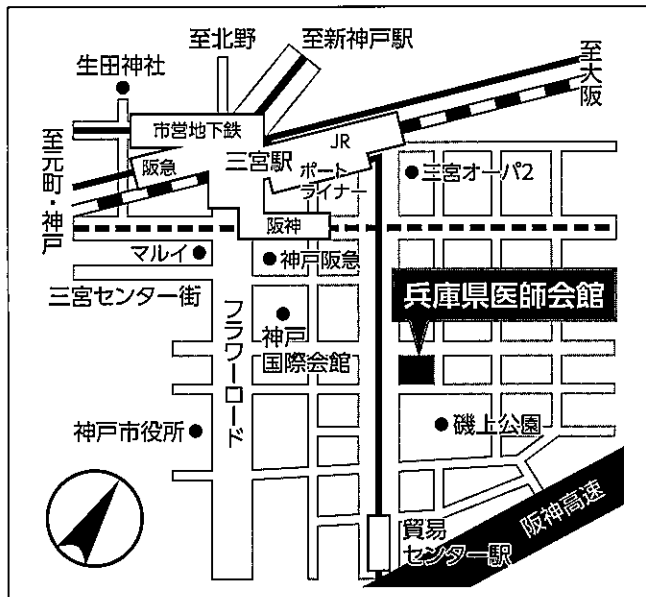 至北野
至新神戸駅
生田神社
至大阪
市営地下鉄
JR
三宮駅
阪急
ポート
ライナー
三宮オーパ2
至元町・神戸
阪神
マルイ
神戸阪急
三宮センター街
兵庫県医師会館
フラワーロード
神戸
国際会館
神戸市役所
磯上公園
阪神高速
貿易
センター駅